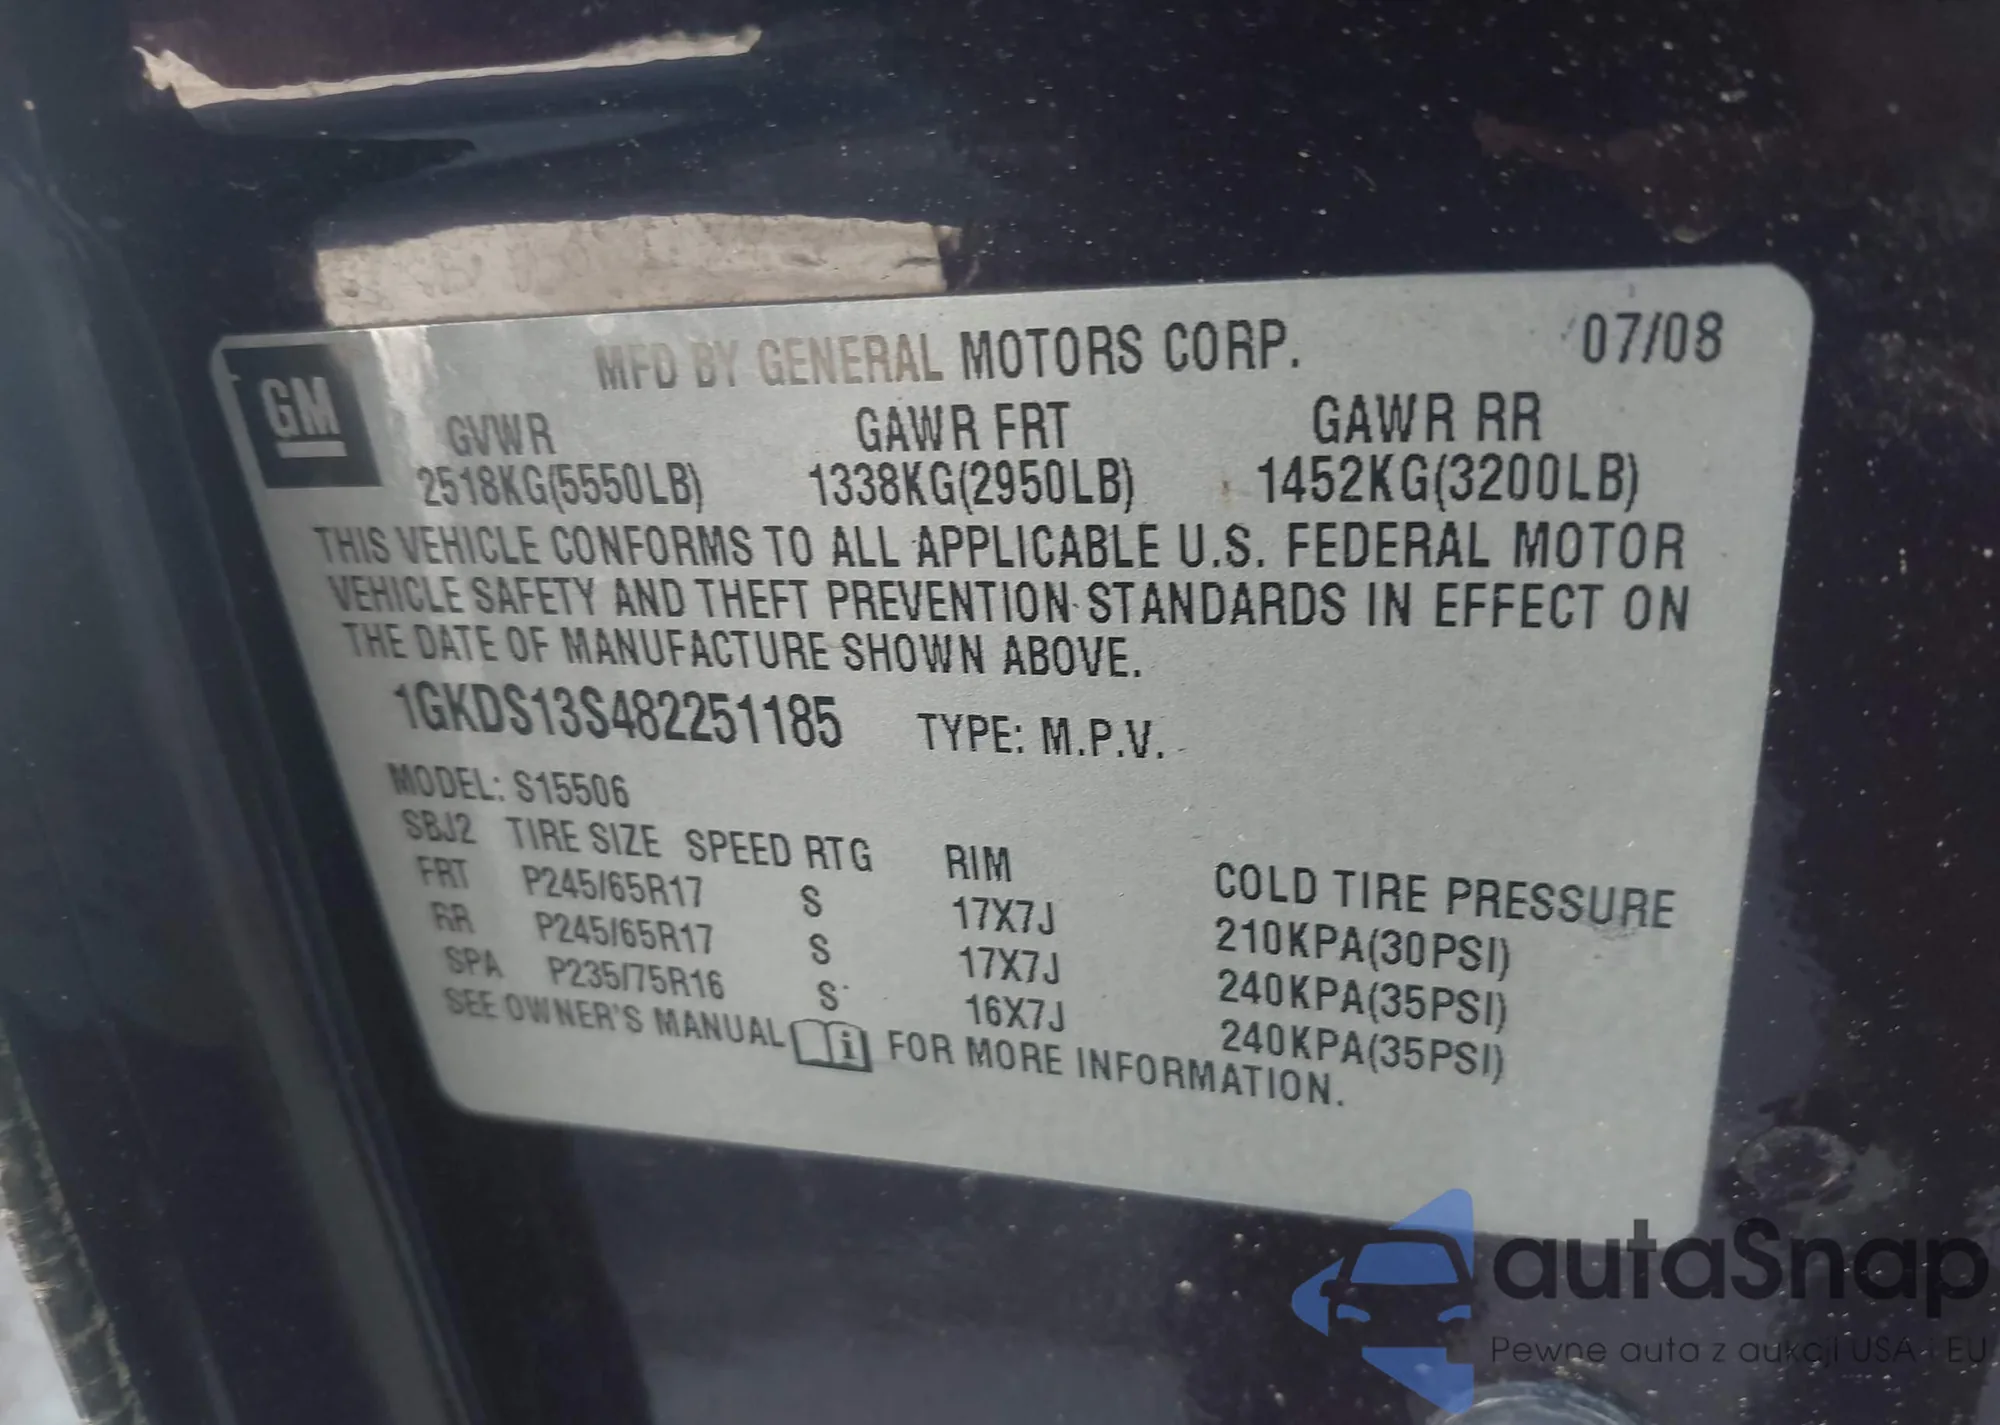 MFD BY GENERAL MOTORS CORP. 07/08
GM
GVWR GAWR FRT GAWR RR
2518KG(5550LB) 1338KG(2950LB) 1452KG(3200LB)
THIS VEHICLE CONFORMS TO ALL APPLICABLE U.S. FEDERAL MOTOR
VEHICLE SAFETY AND THEFT PREVENTION STANDARDS IN EFFECT ON
THE DATE OF MANUFACTURE SHOWN ABOVE.
1GKDS13S482251185 TYPE: M.P.V.
MODEL: S15506
SBJ2 TIRE SIZE SPEED RTG RIM COLD TIRE PRESSURE
FRT P245/65R17 S 17X7J 210KPA(30PSI)
RR P245/65R17 S 17X7J 240KPA(35PSI)
SPA P235/75R16 S 16X7J 240KPA(35PSI)
SEE OWNER'S MANUAL i FOR MORE INFORMATION.
autaSnap
Pewne auta z aukcji USA i EU